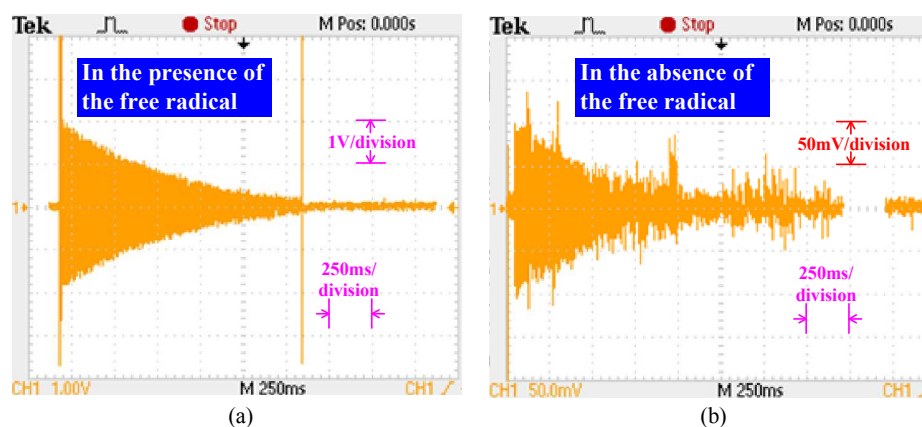 Tek Stop M Pos: 0.000s
In the presence of
the free radical
1V/division
1
250ms/
division
CH1 1.00V M 250ms CH1
(a)
Tek Stop M Pos: 0.000s
In the absence of
the free radical
50mV/division
1
250ms/
division
CH1 50.0mV M 250ms CH1
(b)